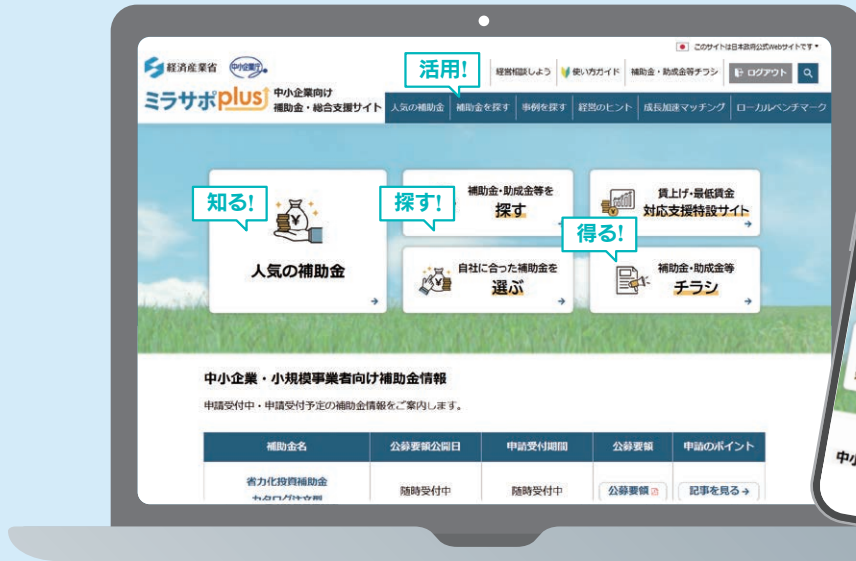 このサイトは日本政府公式Webサイトです
経済産業省
中小企業庁
経営相談しよう
使い方ガイド
補助金・助成金等チラシ
ログアウト
活用!
ミラサポplus
中小企業向け
補助金・総合支援サイト
人気の補助金
補助金を探す
事例を探す
経営のヒント
成長加速マッチング
ローカルベンチマーク
知る!
人気の補助金
探す!
補助金・助成金等を
探す
賃上げ・最低賃金
対応支援特設サイト
得る!
自社に合った補助金を
選ぶ
補助金・助成金等
チラシ
中小企業・小規模事業者向け補助金情報
申請受付中・申請受付予定の補助金情報をご案内します。
補助金名
公募要領公開日
申請受付期間
公募要領
申請のポイント
省力化投資補助金
カタログ注文型
随時受付中
随時受付中
公募要領
記事を見る→
中小